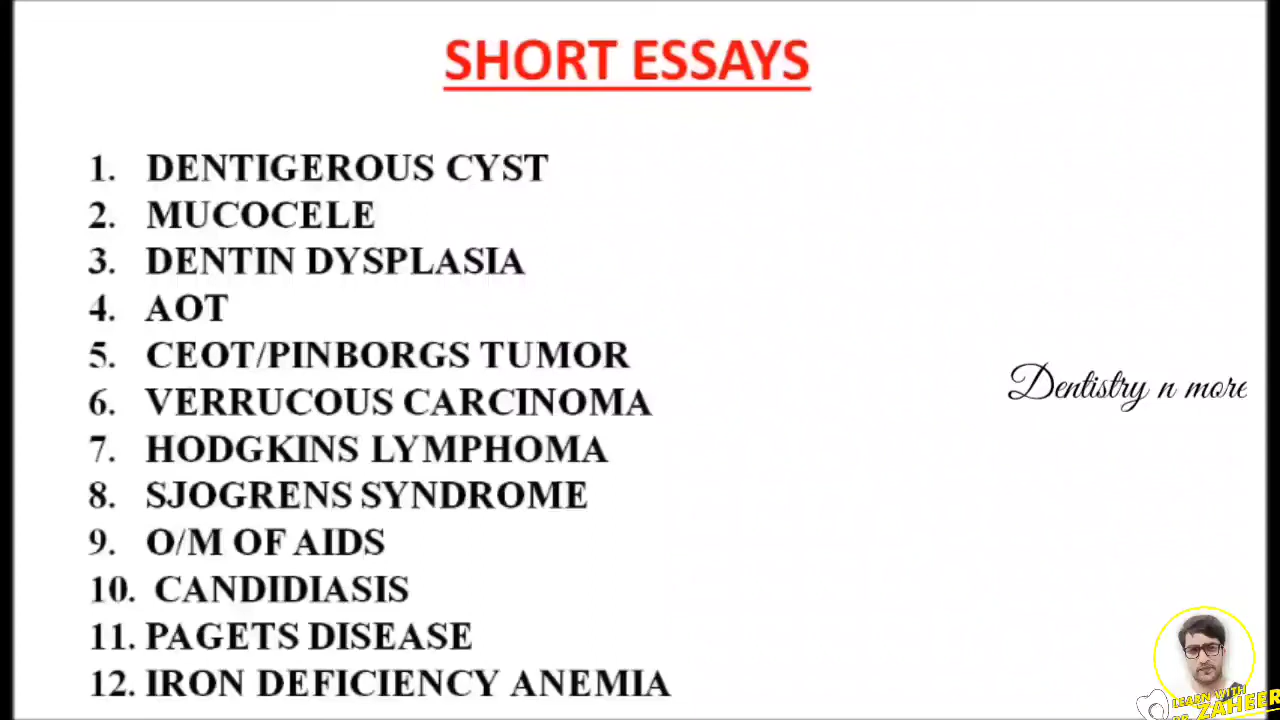 SHORT ESSAYS
1. DENTIGEROUS CYST
2. MUCOCELE
3. DENTIN DYSPLASIA
4. AOT
5. CEOT/PINBORGS TUMOR
6. VERRUCOUS CARCINOMA
7. HODGKINS LYMPHOMA
8. SJOGRENS SYNDROME
9. O/M OF AIDS
10. CANDIDIASIS
11. PAGETS DISEASE
12. IRON DEFICIENCY ANEMIA
Dentistry n more
LEARN WITH
ZAHEER